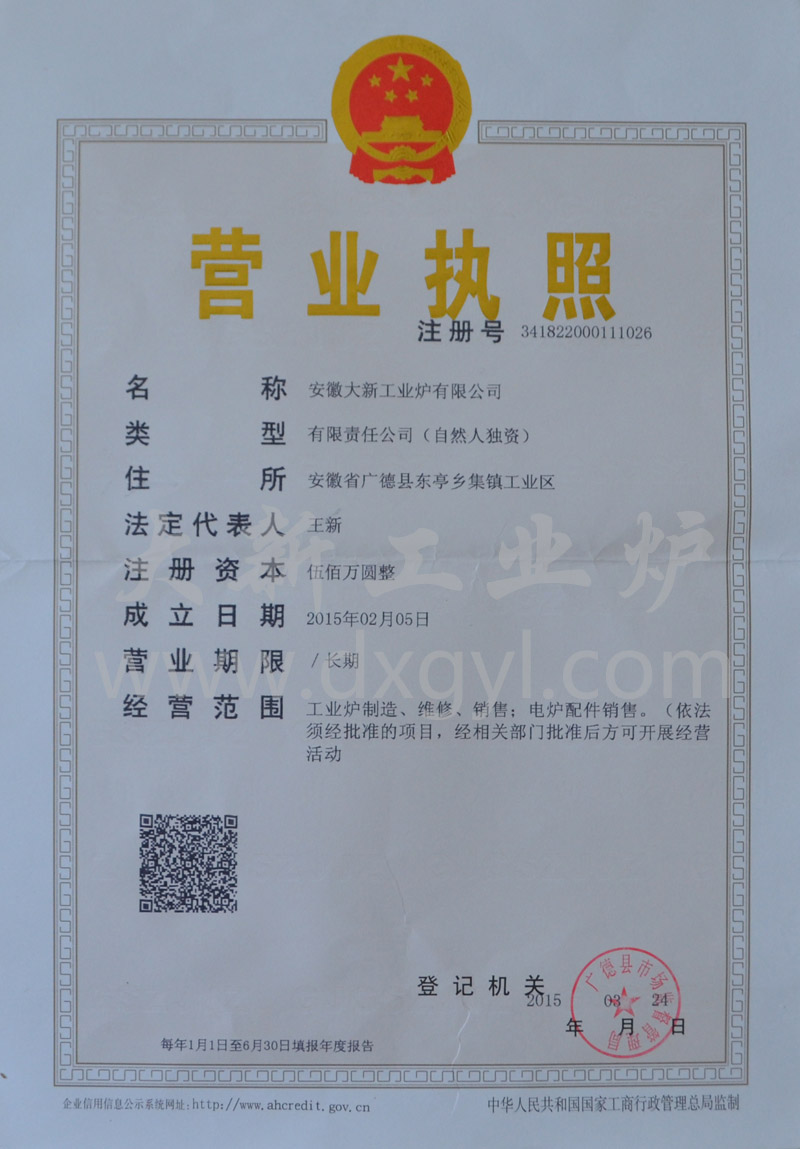 营业执照
注册号 341822000111026
名称 安徽大新工业炉有限公司
类型 有限责任公司（自然人独资）
住所 安徽省广德县东亭乡集镇工业区
法定代表人 王新
大新工业炉
注册资本 伍佰万圆整
成立日期 2015年02月05日
营业期限 / 长期
www.dxgyl.com
经营范围 工业炉制造、维修、销售；电炉配件销售。（依法
须经批准的项目，经相关部门批准后方可开展经营
活动
登记机关
广德县市场监督管理局
2015 03 24
年 月 日
每年1月1日至6月30日填报年度报告
企业信用信息公示系统网址:http://www.ahcredit.gov.cn
中华人民共和国国家工商行政管理总局监制